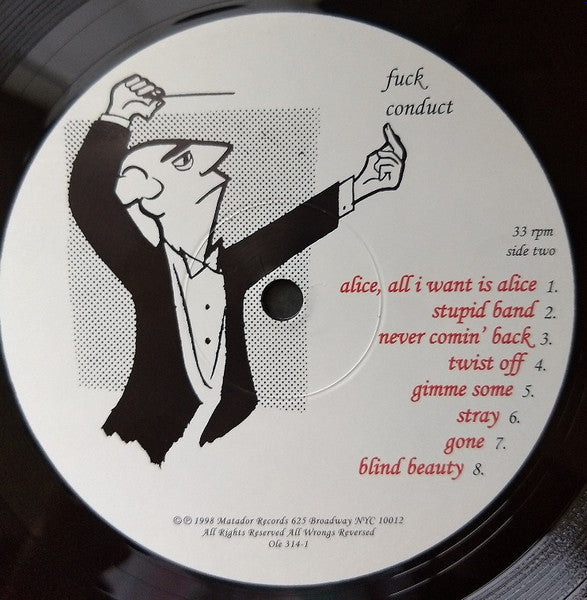 fuck
conduct
33 rpm
side two
alice, all i want is alice 1.
stupid band 2.
never comin' back 3.
twist off 4.
gimme some 5.
stray 6.
gone 7.
blind beauty 8.
©℗ 1998 Matador Records 625 Broadway NYC 10012
All Rights Reserved All Wrongs Reversed
Ole 314-1